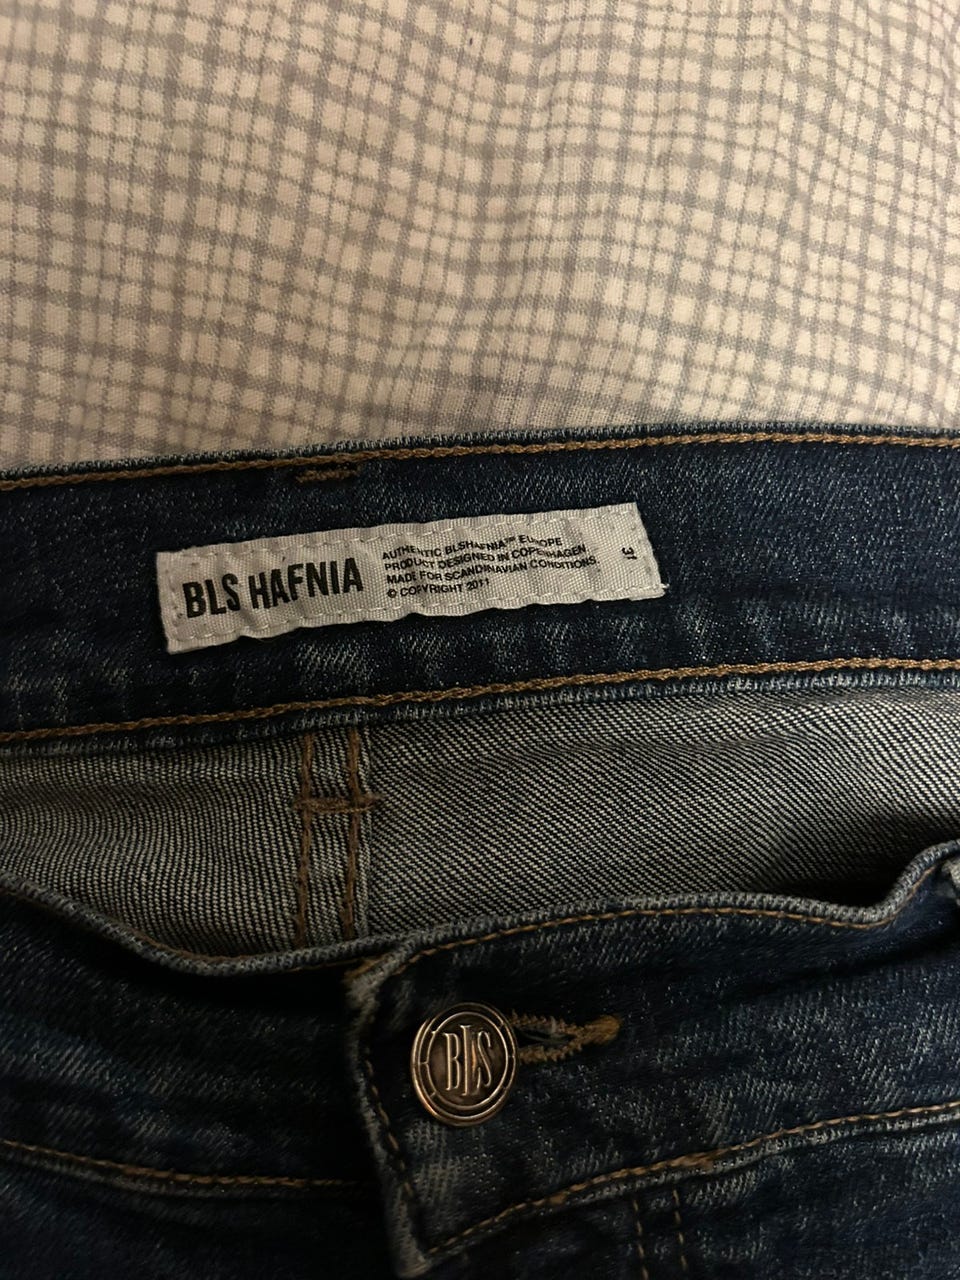 BLS HAFNIA
AUTHENTIC BLSHAFNIA™ EUROPE
PRODUCT DESIGNED IN COPENHAGEN
MADE FOR SCANDINAVIAN CONDITIONS
© COPYRIGHT 2011
31
BLS